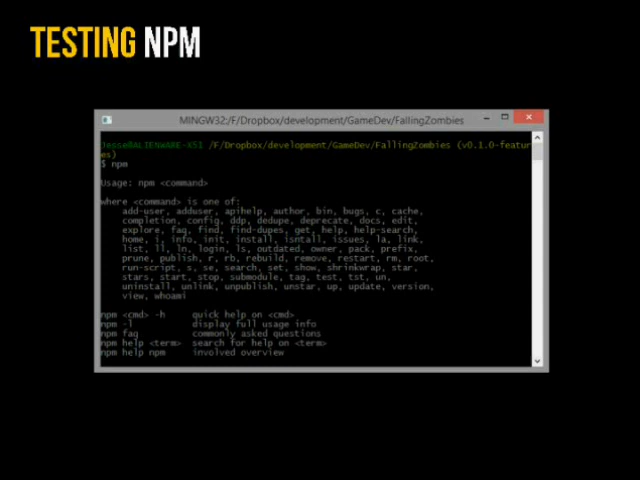 TESTING NPM
MINGW32:/F/Dropbox/development/GameDev/FallingZombies
Jesse@ALIENWARE-X51 /F/Dropbox/development/GameDev/FallingZombies (v0.1.0-featur
es)
$ npm
Usage: npm <command>
where <command> is one of:
add-user, adduser, apihelp, author, bin, bugs, c, cache,
completion, config, ddp, dedupe, deprecate, docs, edit,
explore, faq, find, find-dupes, get, help, help-search,
home, i, info, init, install, isntall, issues, la, link,
list, ll, ln, login, ls, outdated, owner, pack, prefix,
prune, publish, r, rb, rebuild, remove, restart, rm, root,
run-script, s, se, search, set, show, shrinkwrap, star,
stars, start, stop, submodule, tag, test, tst, un,
uninstall, unlink, unpublish, unstar, up, update, version,
view, whoami
npm <cmd> -h quick help on <cmd>
npm -l display full usage info
npm faq commonly asked questions
npm help <term> search for help on <term>
npm help npm involved overview